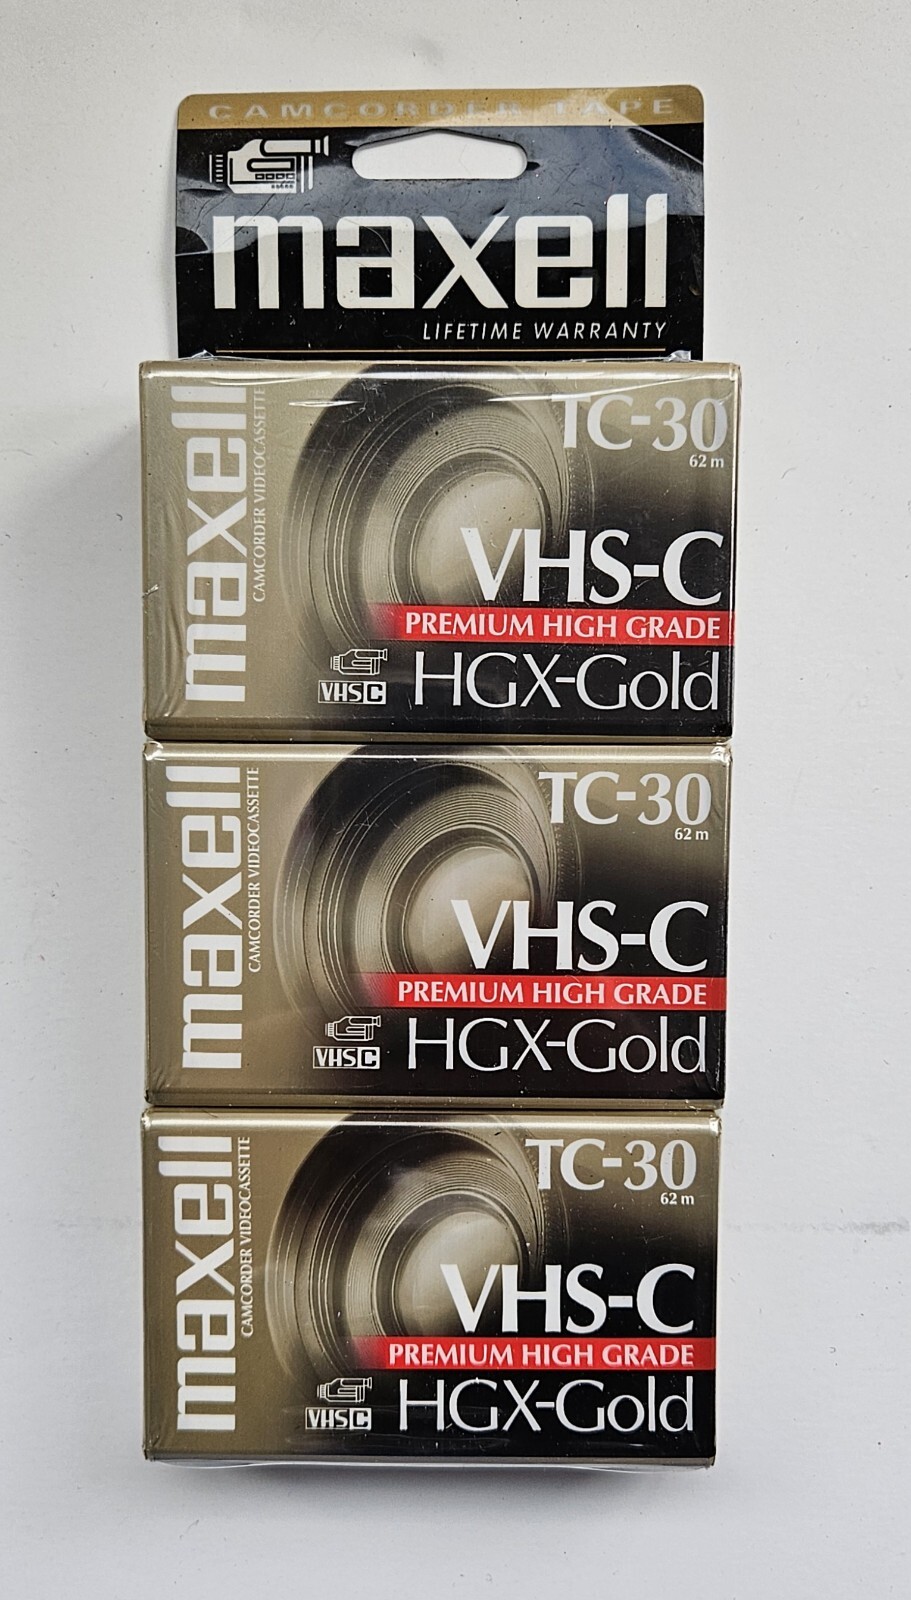 CAMCORDER TAPE
maxell
LIFETIME WARRANTY
maxell
CAMCORDER VIDEOCASSETTE
TC-30
62 m
VHS-C
PREMIUM HIGH GRADE
VHS C
HGX-Gold
maxell
CAMCORDER VIDEOCASSETTE
TC-30
62 m
VHS-C
PREMIUM HIGH GRADE
VHS C
HGX-Gold
maxell
CAMCORDER VIDEOCASSETTE
TC-30
62 m
VHS-C
PREMIUM HIGH GRADE
VHS C
HGX-Gold